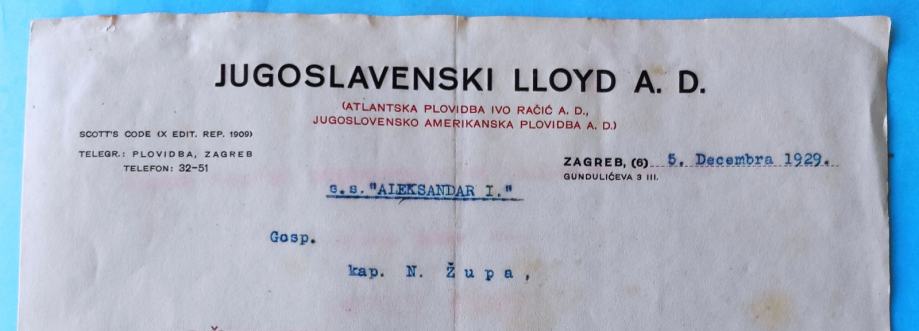 JUGOSLAVENSKI LLOYD A. D.
(ATLANTSKA PLOVIDBA IVO RAČIĆ A. D.,
JUGOSLOVENSKO AMERIKANSKA PLOVIDBA A. D.)
SCOTT'S CODE (X EDIT. REP. 1909)
TELEGR.: PLOVIDBA, ZAGREB
TELEFON: 32-51
ZAGREB, (6) 5. Decembra 1929.
GUNDULIĆEVA 3 III.
s.s."ALEKSANDAR I."
Gosp.
kap. N. Župa,